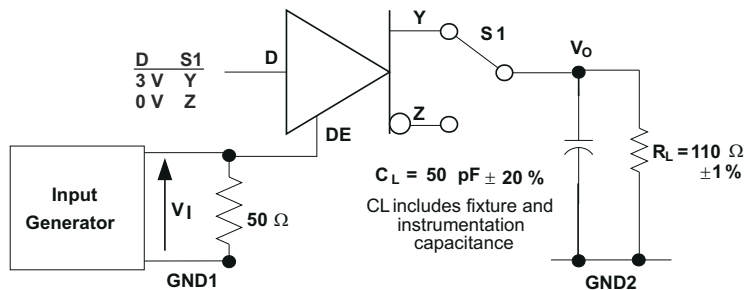 Y
S1
D S1
3 V Y
0 V Z
D
V_O
Z
DE
Input
Generator
V_I
50 Ω
GND1
C_L = 50 pF ± 20 %
CL includes fixture and
instrumentation
capacitance
R_L = 110 Ω
±1 %
GND2